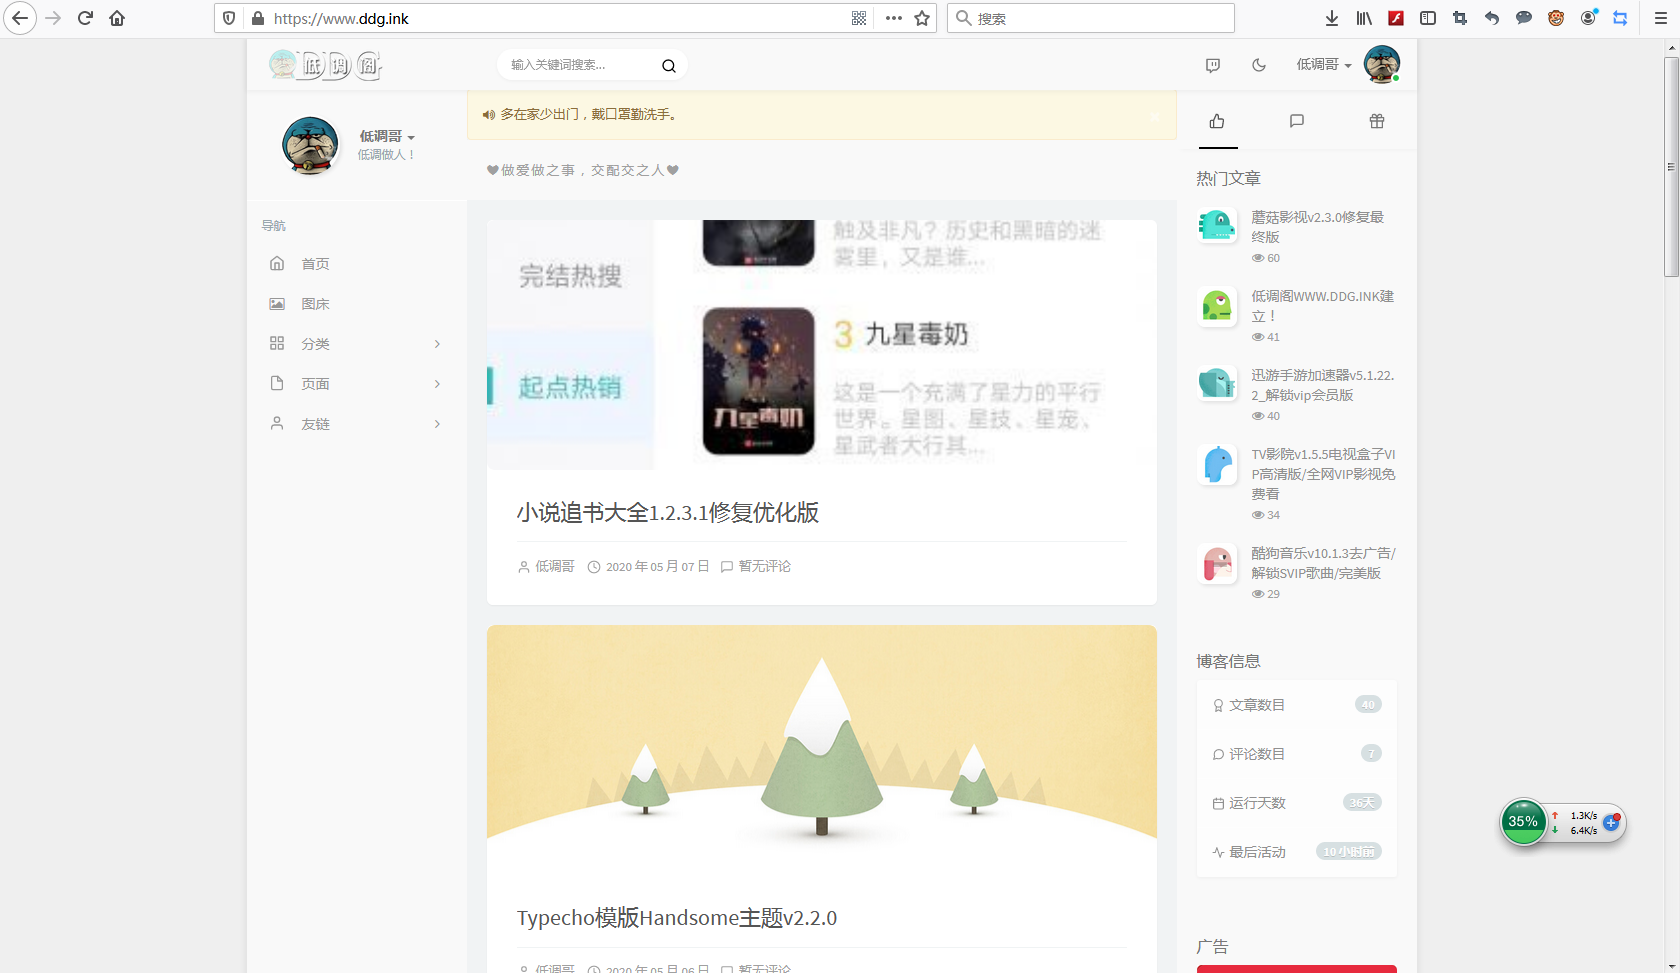 https://www.ddg.ink
搜索
DDG
低调阁
输入关键词搜索...
低调哥
低调哥
低调做人！
导航
首页
图床
分类
页面
友链
多在家少出门，戴口罩勤洗手。
❤做爱做之事，交配交之人❤
完结热搜
起点热销
触及非凡？历史和黑暗的迷
雾里，又是谁...
3 九星毒奶
九星毒奶
这是一个充满了星力的平行
世界。星图、星技、星宠、
星武者大行其...
小说追书大全1.2.3.1修复优化版
低调哥 2020 年 05 月 07 日 暂无评论
Typecho模版Handsome主题v2.2.0
低调哥 2020 年 05 月 06 日 暂无评论
热门文章
蘑菇影视v2.3.0修复最
终版
60
低调阁WWW.DDG.INK建
立！
41
迅游手游加速器v5.1.22.
2_解锁vip会员版
40
TV影院v1.5.5电视盒子VI
P高清版/全网VIP影视免
费看
34
酷狗音乐v10.1.3去广告/
解锁SVIP歌曲/完美版
29
博客信息
文章数目 40
评论数目 7
运行天数 36天
最后活动 10 小时前
广告
35%
1.3K/s
6.4K/s